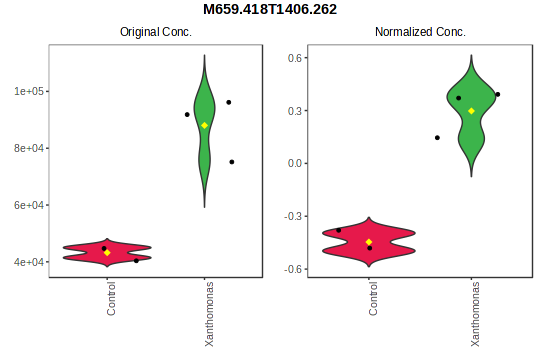 M659.418T1406.262
Original Conc.
Normalized Conc.
1e+05
8e+04
6e+04
4e+04
0.6
0.3
0.0
-0.3
-0.6
Control
Xanthomonas
Control
Xanthomonas